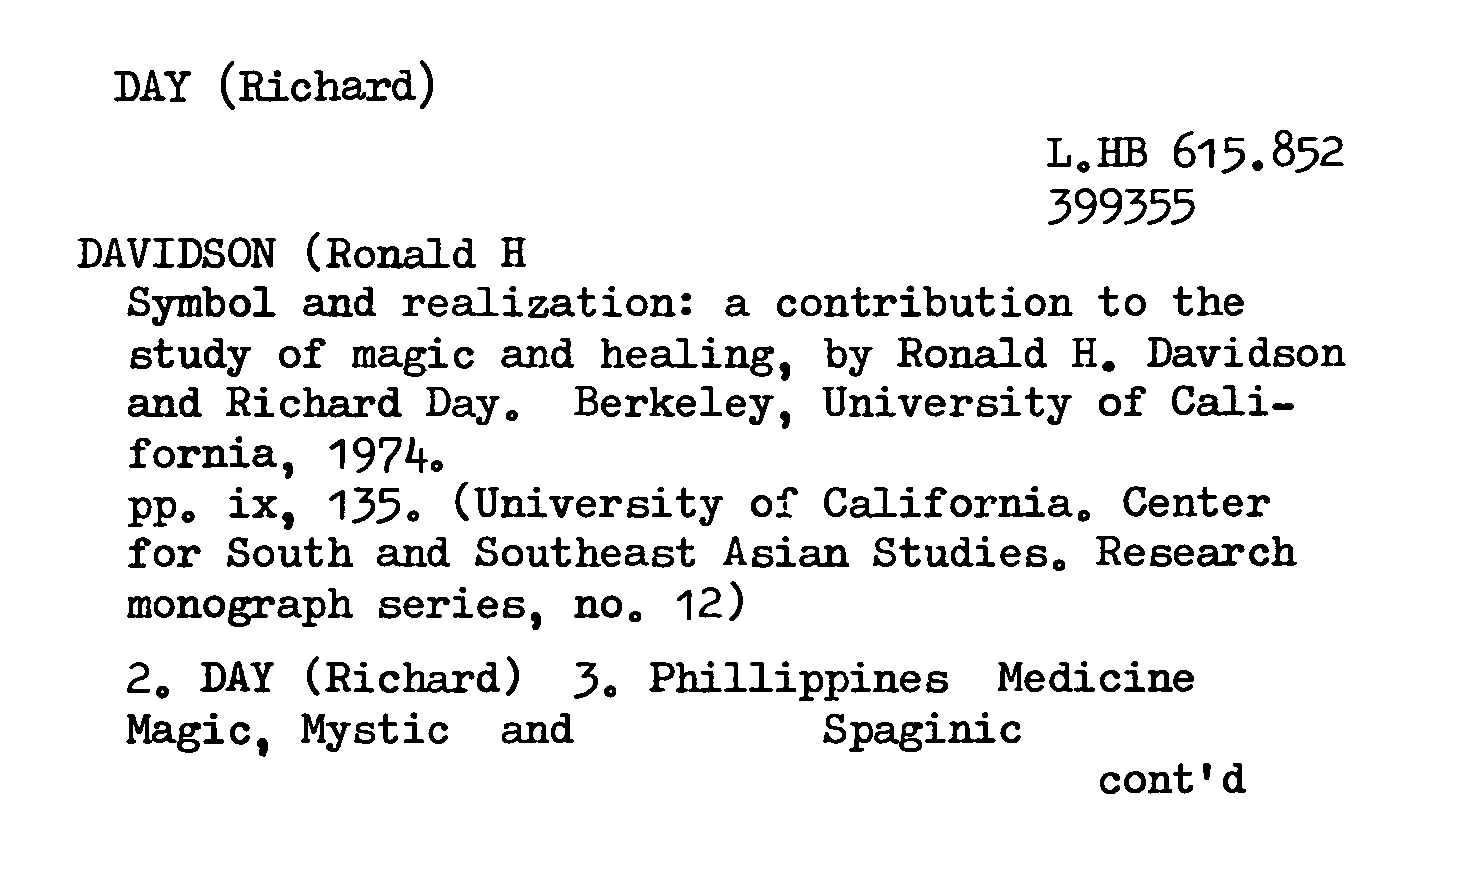 DAY (Richard)
L.HB 615.852
399355
DAVIDSON (Ronald H
Symbol and realization: a contribution to the
study of magic and healing, by Ronald H. Davidson
and Richard Day. Berkeley, University of Cali-
fornia, 1974.
pp. ix, 135. (University of California. Center
for South and Southeast Asian Studies. Research
monograph series, no. 12)
2. DAY (Richard) 3. Phillippines Medicine
Magic, Mystic and Spaginic
cont'd